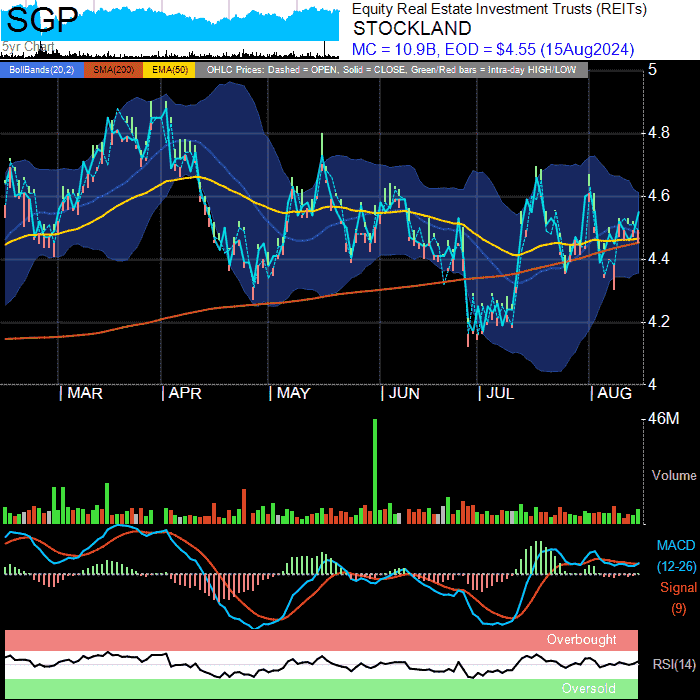 SGP
Equity Real Estate Investment Trusts (REITs)
STOCKLAND
5yr Chart
MC = 10.9B, EOD = $4.55 (15Aug2024)
BollBands(20,2) SMA(200) EMA(50) OHLC Prices: Dashed = OPEN, Solid = CLOSE, Green/Red bars = Intra-day HIGH/LOW
5
4.8
4.6
4.4
4.2
4
MAR APR MAY JUN JUL AUG
46M
Volume
MACD
(12-26)
Signal
(9)
Overbought
RSI(14)
Oversold